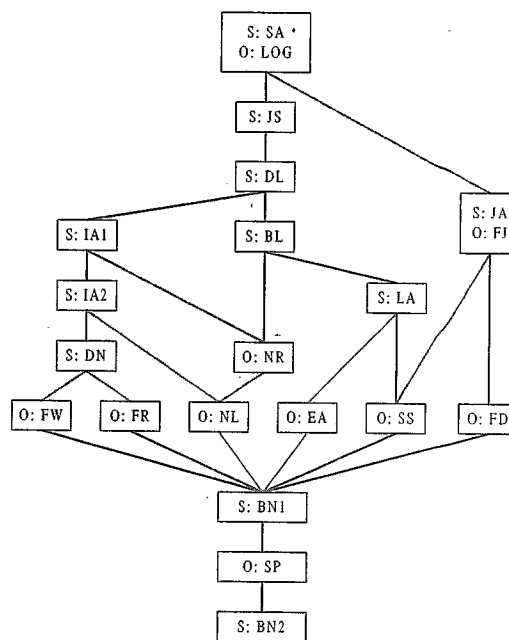 S: SA
O: LOG
S: JS
S: DL
S: IA1
S: BL
S: JA
O: FJ
S: IA2
S: LA
S: DN
O: NR
O: FW
O: FR
O: NL
O: EA
O: SS
O: FD
S: BN1
O: SP
S: BN2